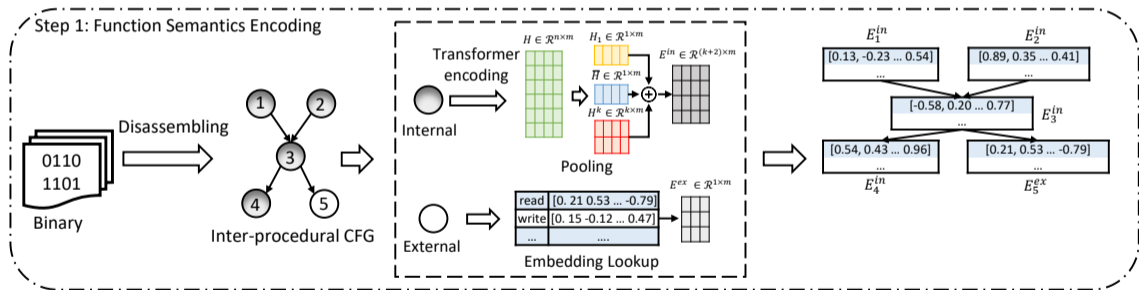 Step 1: Function Semantics Encoding
0110
1101
Binary
Disassembling
1
2
3
4
5
Inter-procedural CFG
Internal
Transformer
encoding
H ∈ ℛ^{n×m}
H_1 ∈ ℛ^{1×m}
H̅ ∈ ℛ^{1×m}
H^k ∈ ℛ^{k×m}
+
E^{in} ∈ ℛ^{(k+2)×m}
Pooling
External
read [0. 21 0.53 ... -0.79]
write [0. 15 -0.12 ... 0.47]
... ....
E^{ex} ∈ ℛ^{1×m}
Embedding Lookup
E_1^{in}
[0.13, -0.23 ... 0.54]
...
E_2^{in}
[0.89, 0.35 ... 0.41]
...
[-0.58, 0.20 ... 0.77]
...
E_3^{in}
[0.54, 0.43 ... 0.96]
...
E_4^{in}
[0.21, 0.53 ... -0.79]
...
E_5^{ex}